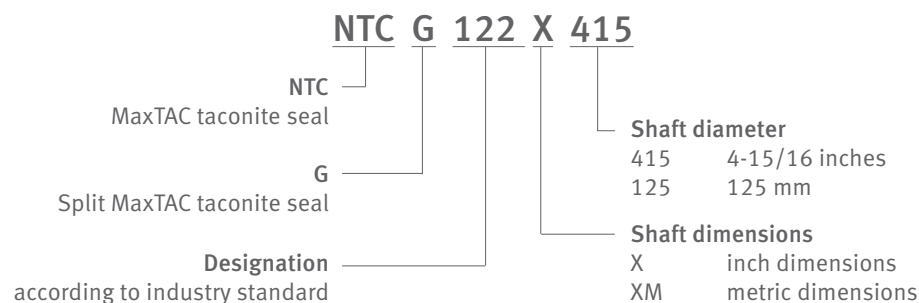 NTC G 122 X 415
NTC
MaxTAC taconite seal
G
Split MaxTAC taconite seal
Designation
according to industry standard
Shaft diameter
415 4-15/16 inches
125 125 mm
Shaft dimensions
X inch dimensions
XM metric dimensions